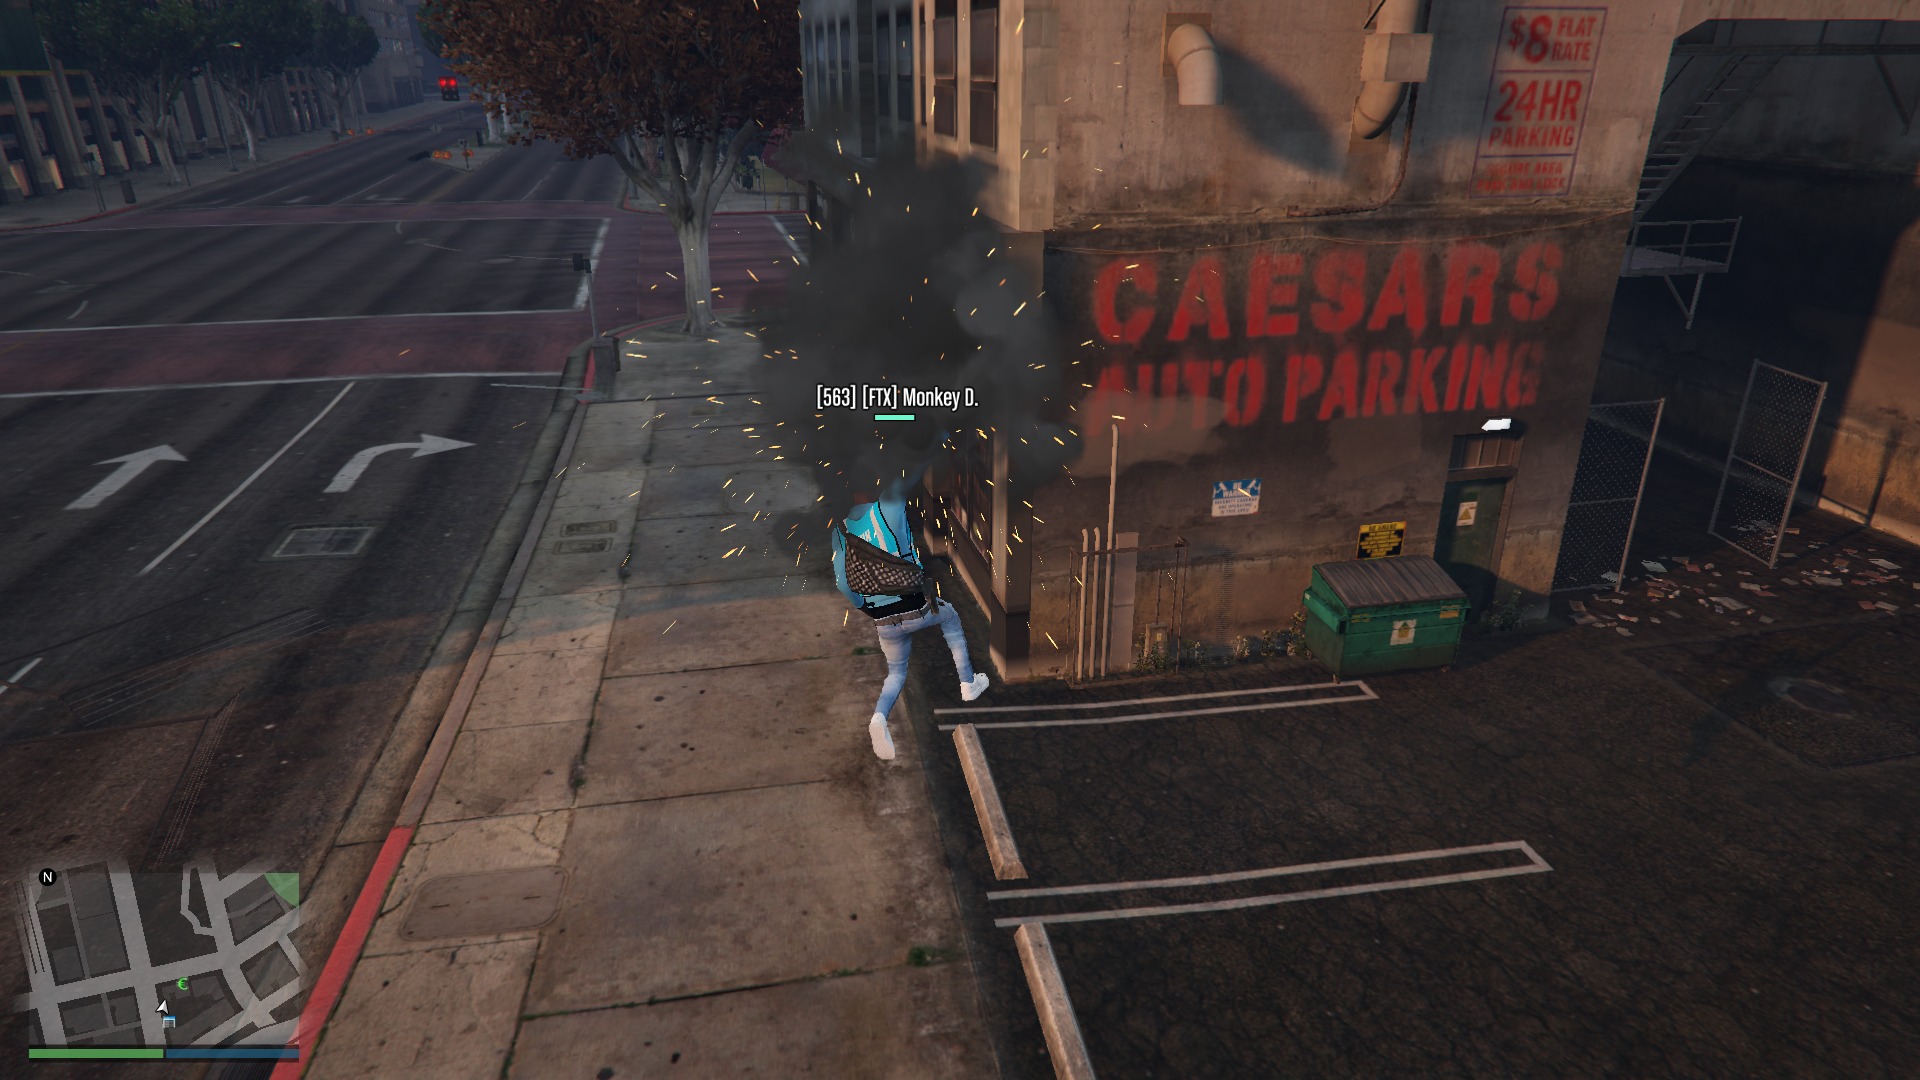 $8 FLAT
RATE
24HR
PARKING
CAESARS
AUTO PARKING
[563] [FTX] Monkey D.
N